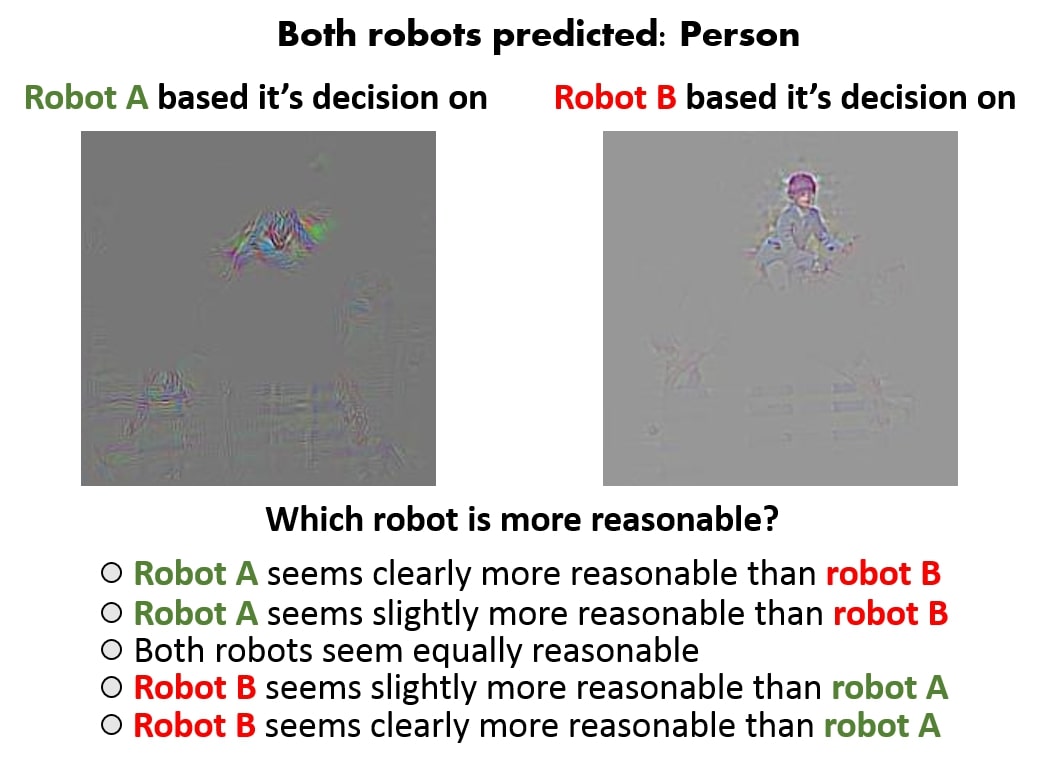 Both robots predicted: Person
Robot A based it's decision on
Robot B based it's decision on
Which robot is more reasonable?
Robot A seems clearly more reasonable than robot B
Robot A seems slightly more reasonable than robot B
Both robots seem equally reasonable
Robot B seems slightly more reasonable than robot A
Robot B seems clearly more reasonable than robot A